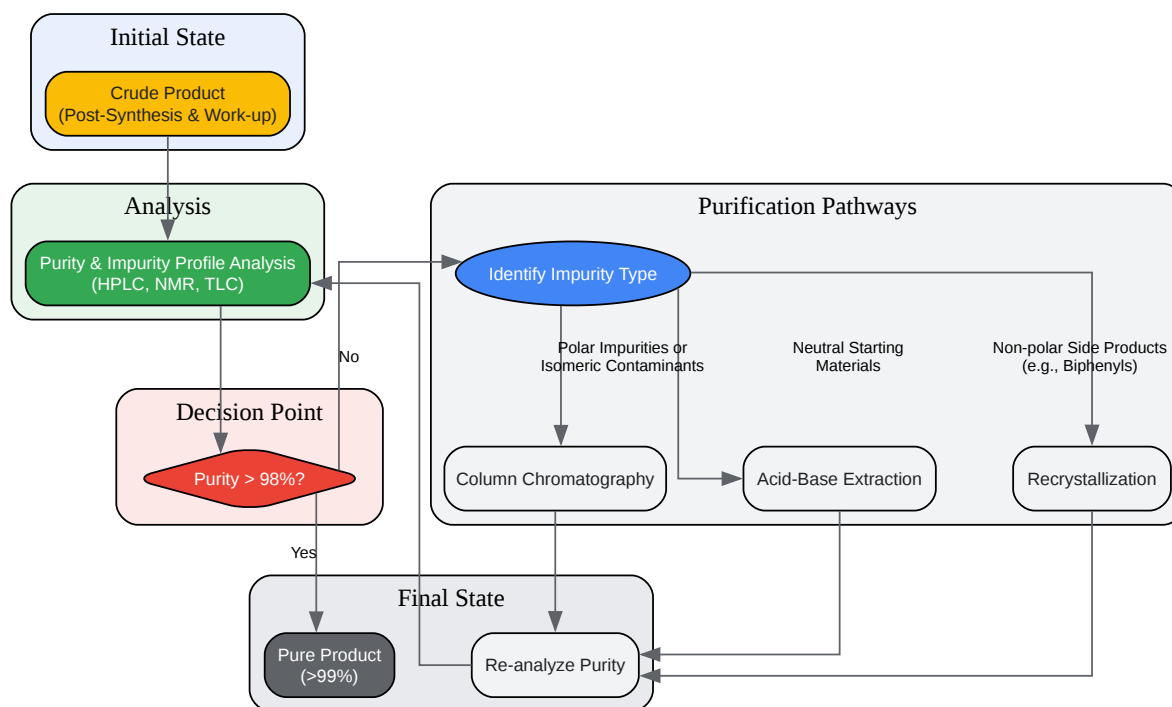 Initial State
Crude Product
(Post-Synthesis & Work-up)
Analysis
Purity & Impurity Profile Analysis
(HPLC, NMR, TLC)
Purification Pathways
Identify Impurity Type
No
Polar Impurities or
Isomeric Contaminants
Neutral Starting
Materials
Non-polar Side Products
(e.g., Biphenyls)
Decision Point
Purity > 98%?
Column Chromatography
Acid-Base Extraction
Recrystallization
Yes
Final State
Pure Product
(>99%)
Re-analyze Purity